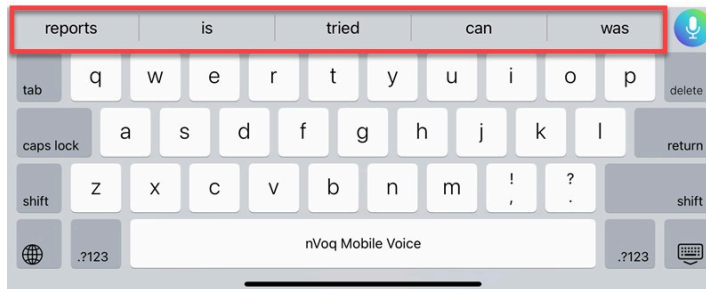 reports is tried can was
q w e r t y u i o p
tab delete
a s d f g h j k l
caps lock return
z x c v b n m ! , ? .
shift shift
.?123 nVoq Mobile Voice .?123